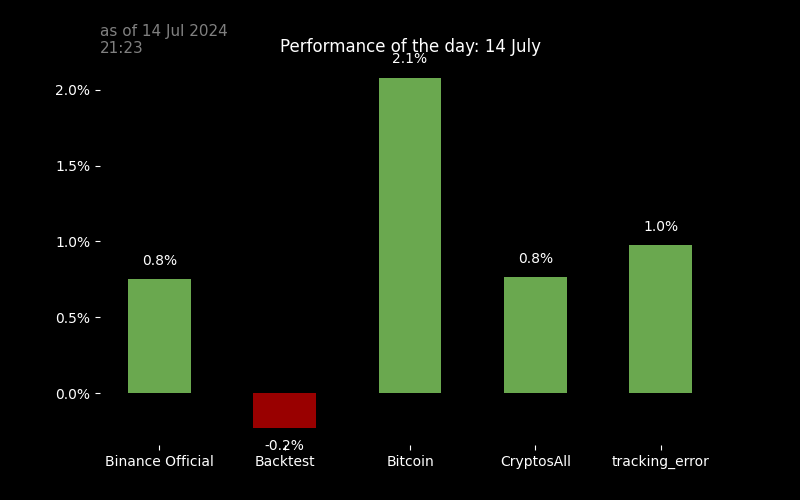 as of 14 Jul 2024
21:23
Performance of the day: 14 July
2.1%
2.0%
1.5%
1.0%
1.0%
0.8%
0.8%
0.5%
0.0%
-0.2%
Binance Official
Backtest
Bitcoin
CryptosAll
tracking_error